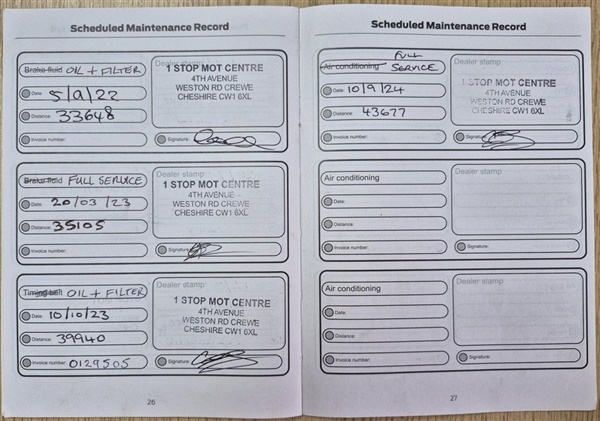 Scheduled Maintenance Record
Brake fluid OIL + FILTER
Date: 5/9/22
Distance: 33648
Invoice number:
Dealer stamp
1 STOP MOT CENTRE
4TH AVENUE
WESTON RD CREWE
CHESHIRE CW1 6XL
Signature:
Brake fluid FULL SERVICE
Date: 20/03/23
Distance: 35105
Invoice number:
Dealer stamp
1 STOP MOT CENTRE
4TH AVENUE
WESTON RD CREWE
CHESHIRE CW1 6XL
Signature:
Timing belt OIL + FILTER
Date: 10/10/23
Distance: 39940
Invoice number: 0129505
Dealer stamp
1 STOP MOT CENTRE
4TH AVENUE
WESTON RD CREWE
CHESHIRE CW1 6XL
Signature:
26
Scheduled Maintenance Record
FULL
Air conditioning SERVICE
Date: 10/9/24
Distance: 43677
Invoice number:
Dealer stamp
1 STOP MOT CENTRE
4TH AVENUE
WESTON RD CREWE
CHESHIRE CW1 6XL
Signature:
Air conditioning
Date:
Distance:
Invoice number:
Dealer stamp
Signature:
Air conditioning
Date:
Distance:
Invoice number:
Dealer stamp
Signature:
27